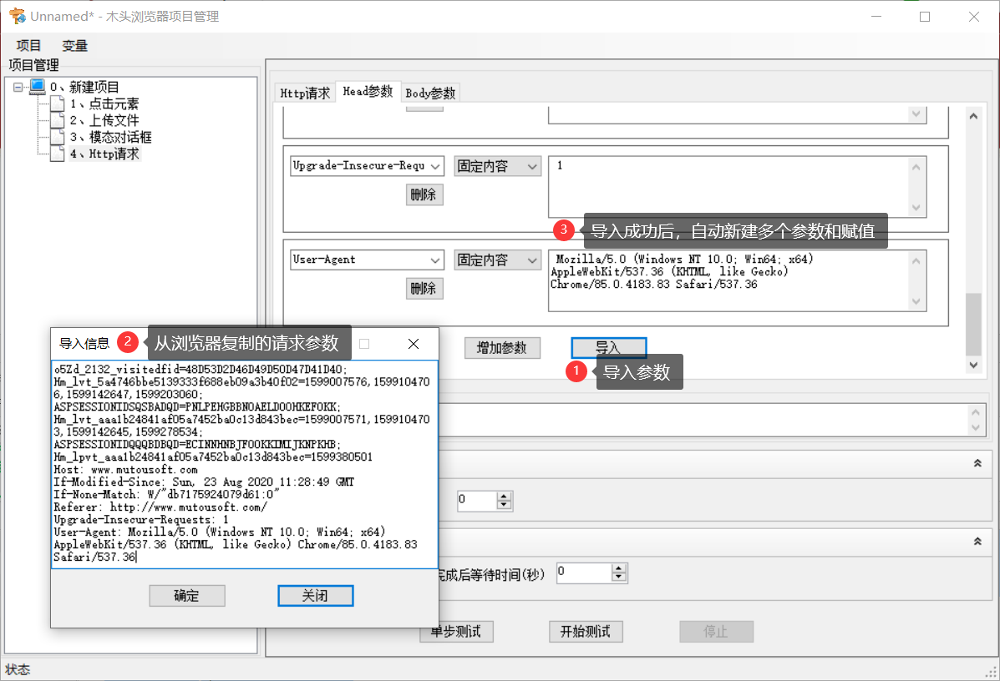 Unnamed* - 木头浏览器项目管理
项目 变量
项目管理
0、新建项目
1、点击元素
2、上传文件
3、模态对话框
4、Http请求
Http请求 Head参数 Body参数
Upgrade-Insecure-Requ 固定内容 1
删除
3 导入成功后，自动新建多个参数和赋值
User-Agent 固定内容 Mozilla/5.0 (Windows NT 10.0; Win64; x64)
AppleWebKit/537.36 (KHTML, like Gecko)
Chrome/85.0.4183.83 Safari/537.36
删除
增加参数 导入
1 导入参数
导入信息 2 从浏览器复制的请求参数
o5Zd_2132_visitedfid=48D53D2D46D49D50D47D41D40;
Hm_lvt_5a4746bbe5139333f688eb09a3b40f02=1599007576,159910470
6,1599142647,1599203060;
ASPSESSIONIDSQSBADQD=PNLPEHGBBNOAELDOOHKEFOKK;
Hm_lvt_aaa1b24841af05a7452ba0c13d843bec=1599007571,159910470
3,1599142645,1599278534;
ASPSESSIONIDQQQBDBQD=ECINNHNBJFOOKKIMIJKNPKHB;
Hm_lpvt_aaa1b24841af05a7452ba0c13d843bec=1599380501
Host: www.mutousoft.com
If-Modified-Since: Sun, 23 Aug 2020 11:28:49 GMT
If-None-Match: W/"db7175924079d61:0"
Referer: http://www.mutousoft.com/
Upgrade-Insecure-Requests: 1
User-Agent: Mozilla/5.0 (Windows NT 10.0; Win64; x64)
AppleWebKit/537.36 (KHTML, like Gecko) Chrome/85.0.4183.83
Safari/537.36
确定 关闭
0
完成后等待时间(秒) 0
单步测试 开始测试 停止
状态